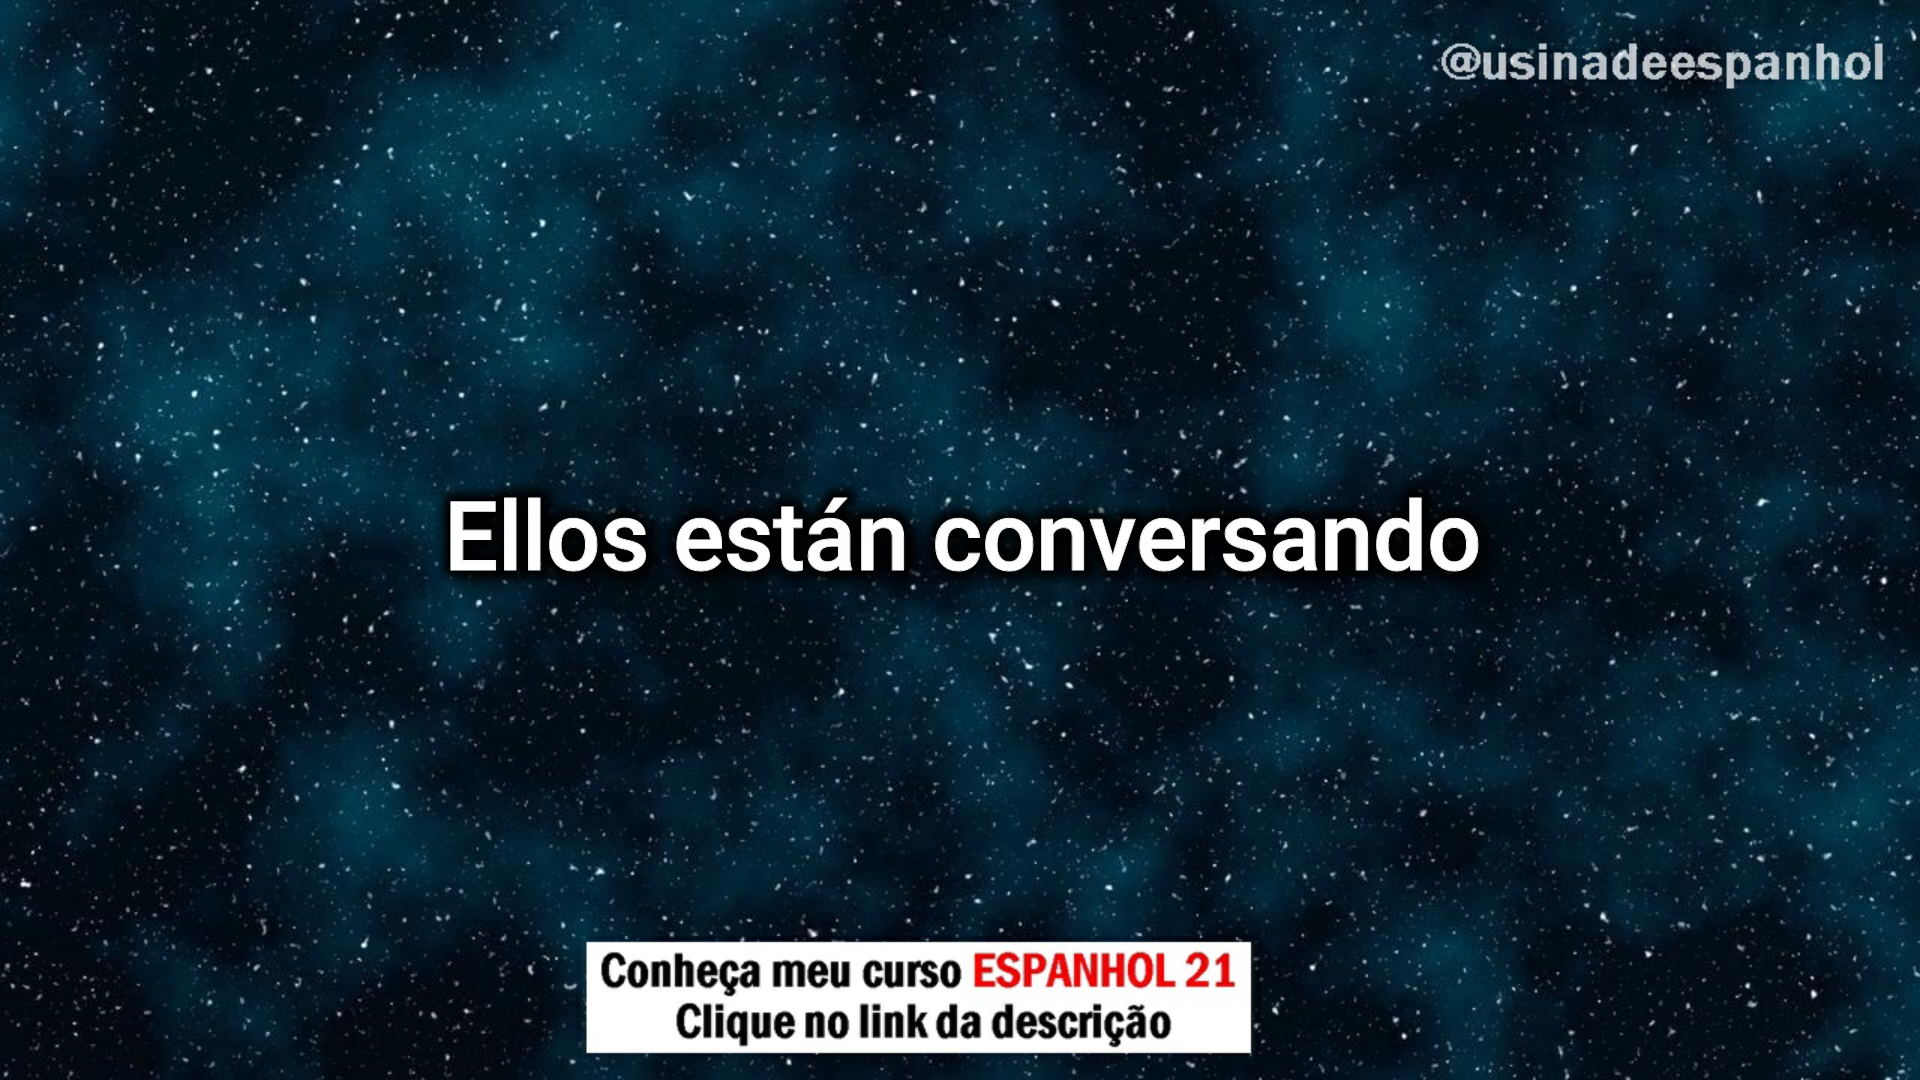 @usinadeespanhol
Ellos están conversando
Conheça meu curso ESPANHOL 21
Clique no link da descrição